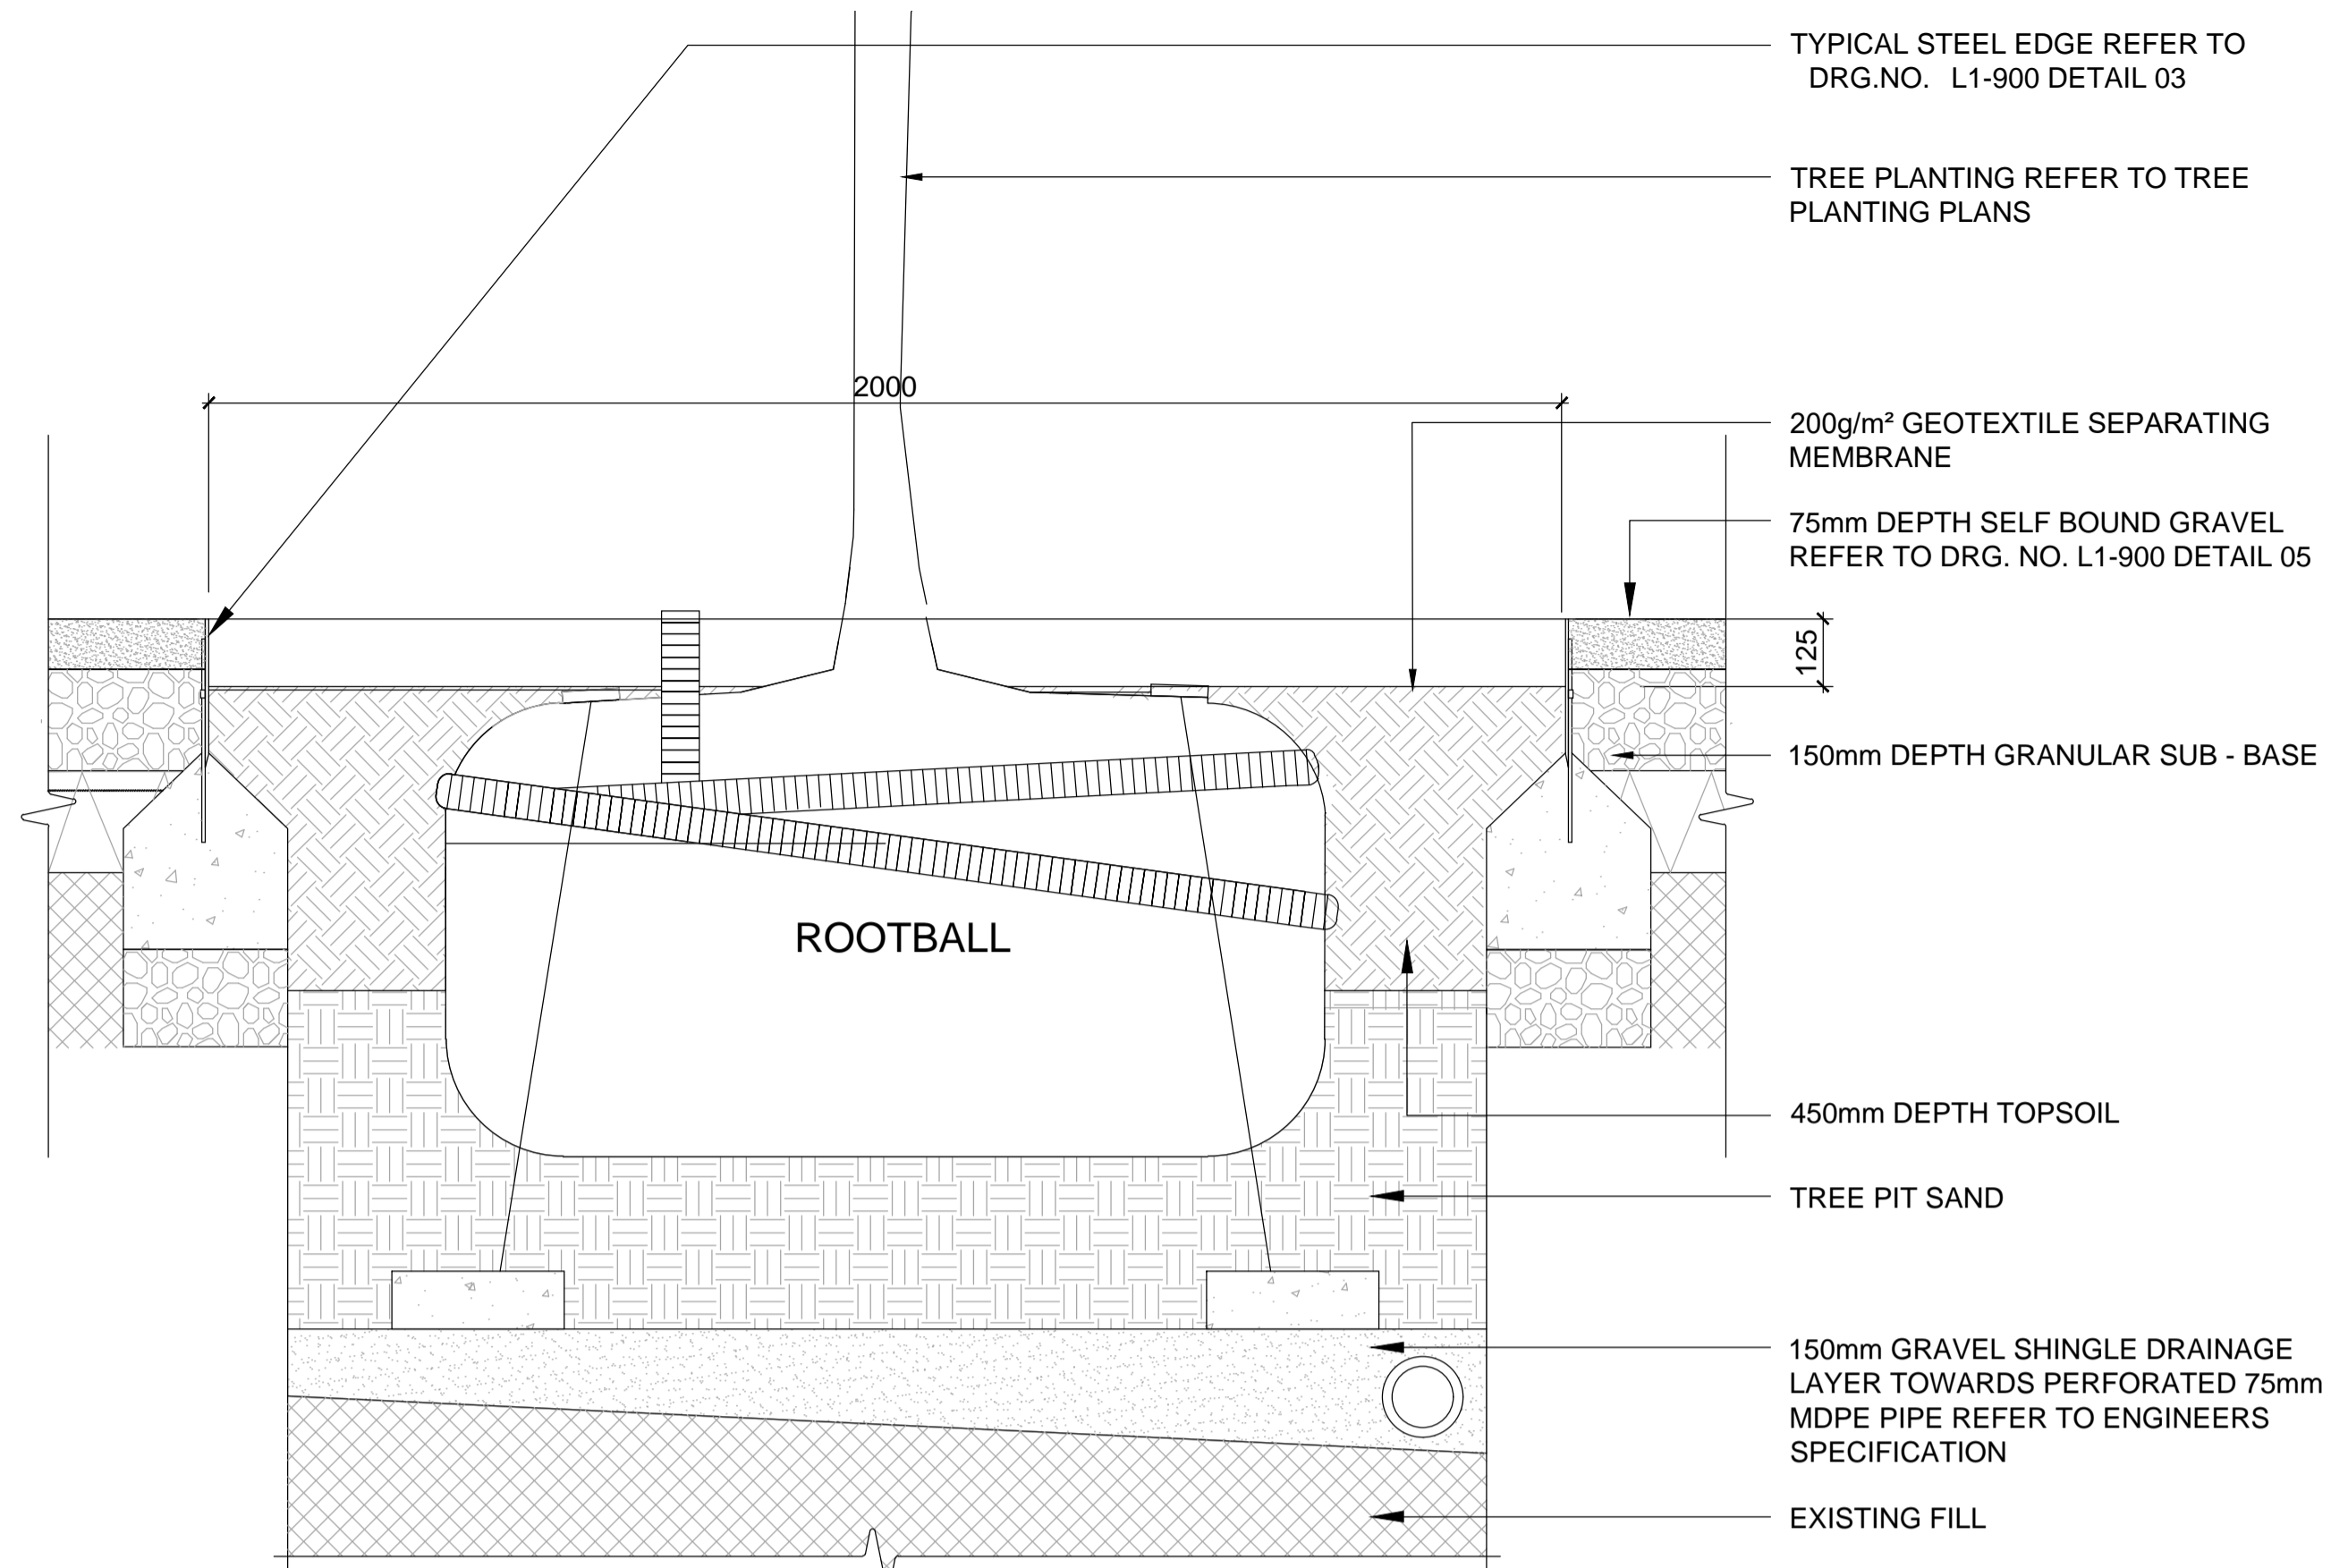 TYPICAL STEEL EDGE REFER TO
DRG.NO. L1-900 DETAIL 03
TREE PLANTING REFER TO TREE
PLANTING PLANS
2000
200g/m² GEOTEXTILE SEPARATING
MEMBRANE
75mm DEPTH SELF BOUND GRAVEL
REFER TO DRG. NO. L1-900 DETAIL 05
125
150mm DEPTH GRANULAR SUB - BASE
ROOTBALL
450mm DEPTH TOPSOIL
TREE PIT SAND
150mm GRAVEL SHINGLE DRAINAGE
LAYER TOWARDS PERFORATED 75mm
MDPE PIPE REFER TO ENGINEERS
SPECIFICATION
EXISTING FILL